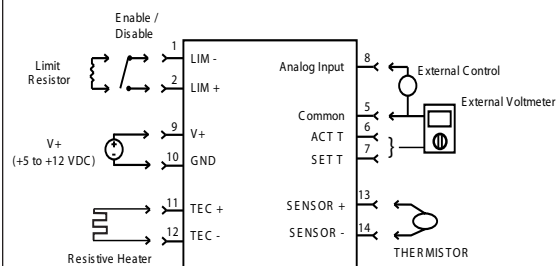 Enable /
Disable
Limit
Resistor
1
LIM -
2
LIM +
V+
(+5 to +12 VDC)
9
V+
10
GND
11
TEC +
12
TEC -
Resistive Heater
Analog Input
8
External Control
Common
5
External Voltmeter
ACT T
6
SET T
7
SENSOR +
13
SENSOR -
14
THERMISTOR